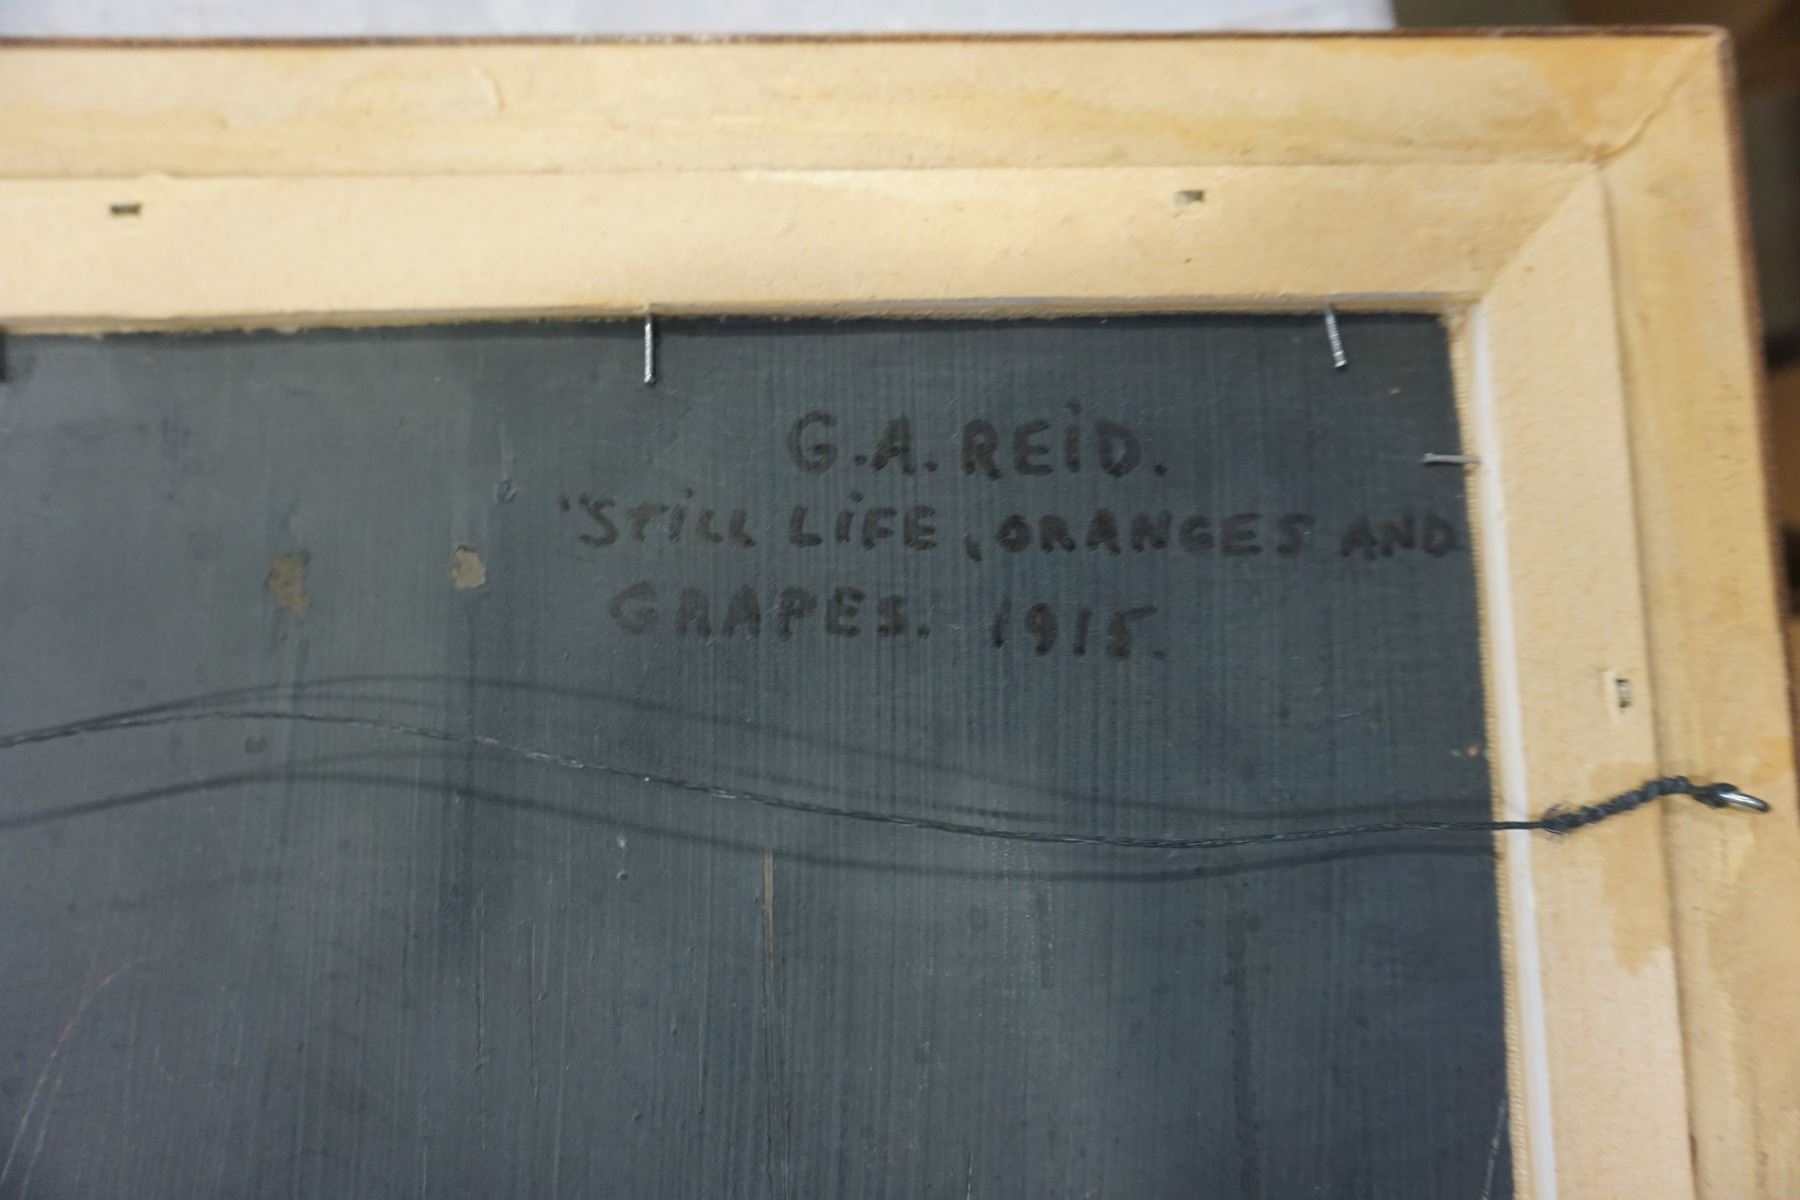 G.A. REiD.
"STiLL LiFE, ORANGES AND
GRAPES. 1915.